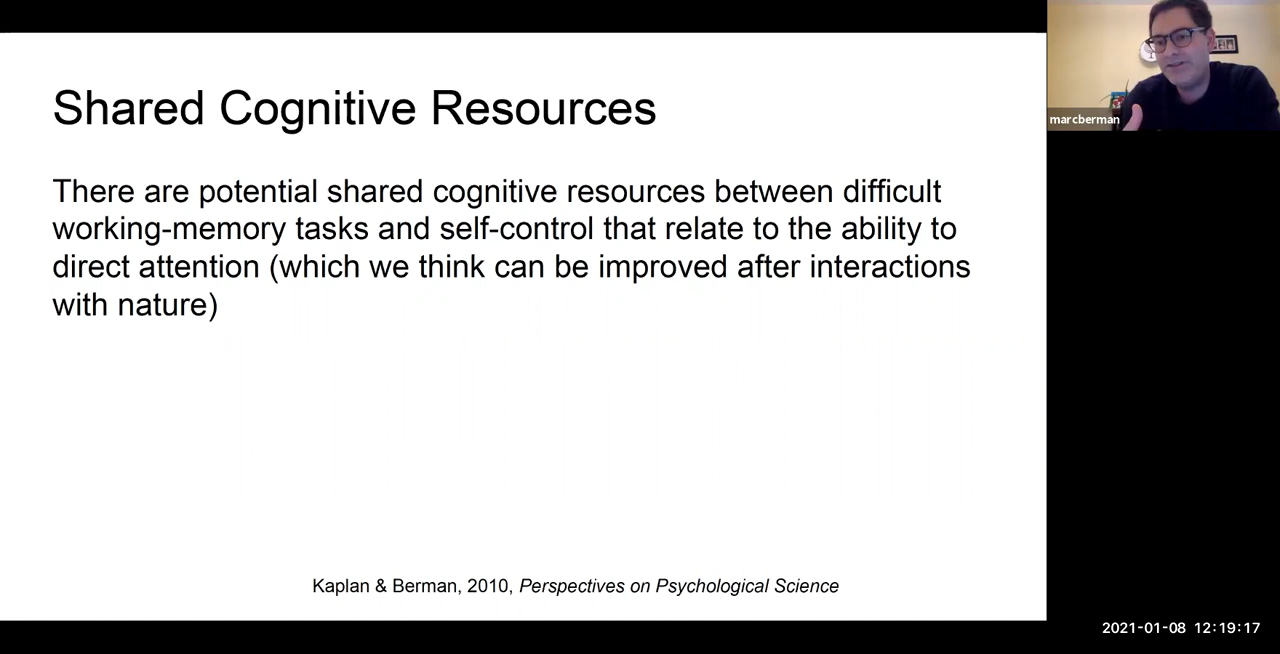 Shared Cognitive Resources
There are potential shared cognitive resources between difficult
working-memory tasks and self-control that relate to the ability to
direct attention (which we think can be improved after interactions
with nature)
Kaplan & Berman, 2010, Perspectives on Psychological Science
marcberman
2021-01-08 12:19:17